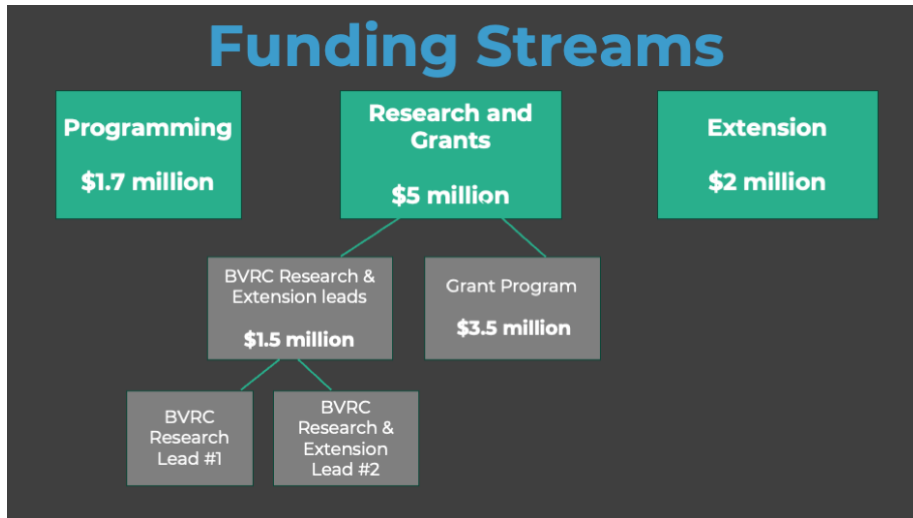 Funding Streams
Programming
$1.7 million
Research and
Grants
$5 million
Extension
$2 million
BVRC Research &
Extension leads
$1.5 million
Grant Program
$3.5 million
BVRC
Research
Lead #1
BVRC
Research &
Extension
Lead #2